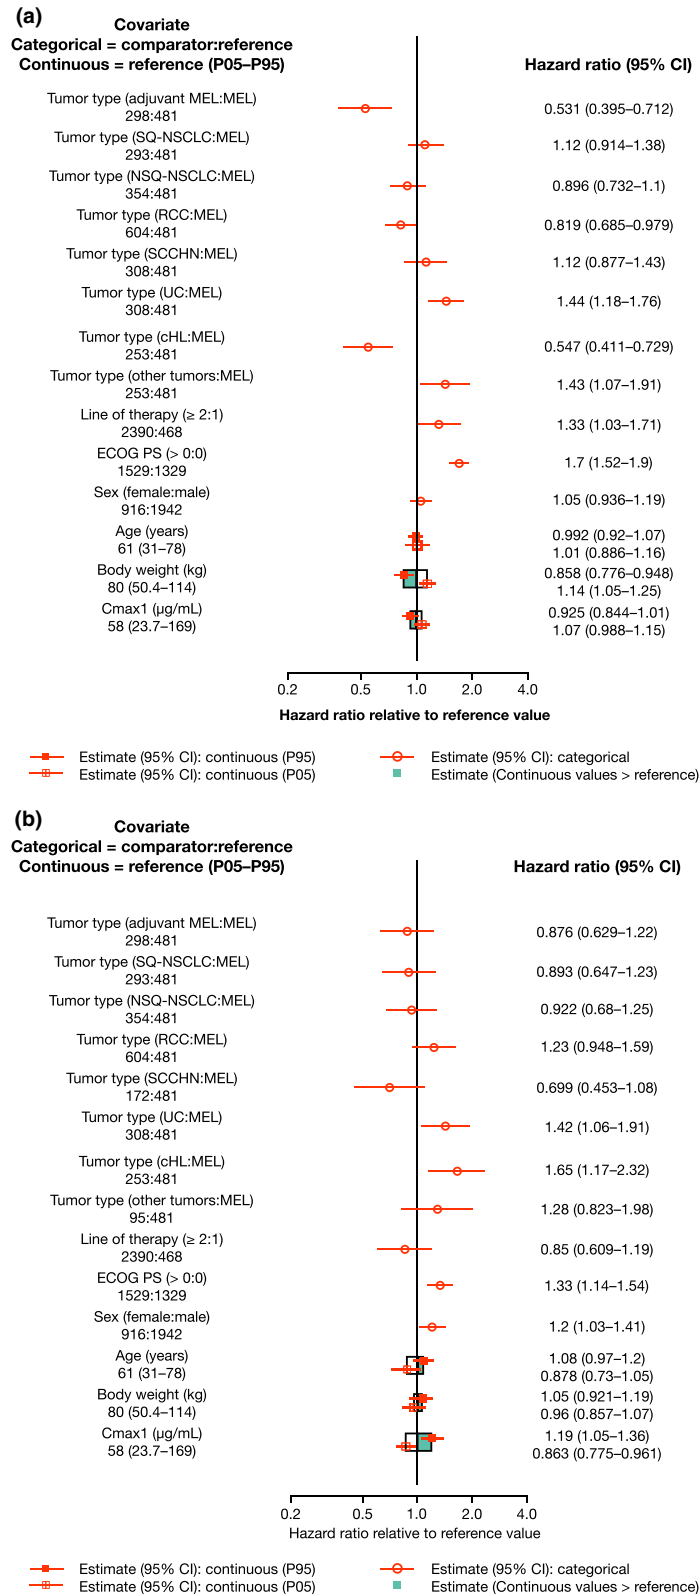 (a)
Covariate
Categorical = comparator:reference
Continuous = reference (P05–P95)
Hazard ratio (95% CI)
Tumor type (adjuvant MEL:MEL)
298:481
0.531 (0.395–0.712)
Tumor type (SQ-NSCLC:MEL)
293:481
1.12 (0.914–1.38)
Tumor type (NSQ-NSCLC:MEL)
354:481
0.896 (0.732–1.1)
Tumor type (RCC:MEL)
604:481
0.819 (0.685–0.979)
Tumor type (SCCHN:MEL)
308:481
1.12 (0.877–1.43)
Tumor type (UC:MEL)
308:481
1.44 (1.18–1.76)
Tumor type (cHL:MEL)
253:481
0.547 (0.411–0.729)
Tumor type (other tumors:MEL)
253:481
1.43 (1.07–1.91)
Line of therapy (≥ 2:1)
2390:468
1.33 (1.03–1.71)
ECOG PS (> 0:0)
1529:1329
1.7 (1.52–1.9)
Sex (female:male)
916:1942
1.05 (0.936–1.19)
Age (years)
61 (31–78)
0.992 (0.92–1.07)
1.01 (0.886–1.16)
Body weight (kg)
80 (50.4–114)
0.858 (0.776–0.948)
1.14 (1.05–1.25)
Cmax1 (µg/mL)
58 (23.7–169)
0.925 (0.844–1.01)
1.07 (0.988–1.15)
0.2 0.5 1.0 2.0 4.0
Hazard ratio relative to reference value
Estimate (95% CI): continuous (P95)
Estimate (95% CI): categorical
Estimate (95% CI): continuous (P05)
Estimate (Continuous values > reference)
(b)
Covariate
Categorical = comparator:reference
Continuous = reference (P05–P95)
Hazard ratio (95% CI)
Tumor type (adjuvant MEL:MEL)
298:481
0.876 (0.629–1.22)
Tumor type (SQ-NSCLC:MEL)
293:481
0.893 (0.647–1.23)
Tumor type (NSQ-NSCLC:MEL)
354:481
0.922 (0.68–1.25)
Tumor type (RCC:MEL)
604:481
1.23 (0.948–1.59)
Tumor type (SCCHN:MEL)
172:481
0.699 (0.453–1.08)
Tumor type (UC:MEL)
308:481
1.42 (1.06–1.91)
Tumor type (cHL:MEL)
253:481
1.65 (1.17–2.32)
Tumor type (other tumors:MEL)
95:481
1.28 (0.823–1.98)
Line of therapy (≥ 2:1)
2390:468
0.85 (0.609–1.19)
ECOG PS (> 0:0)
1529:1329
1.33 (1.14–1.54)
Sex (female:male)
916:1942
1.2 (1.03–1.41)
Age (years)
61 (31–78)
1.08 (0.97–1.2)
0.878 (0.73–1.05)
Body weight (kg)
80 (50.4–114)
1.05 (0.921–1.19)
0.96 (0.857–1.07)
Cmax1 (µg/mL)
58 (23.7–169)
1.19 (1.05–1.36)
0.863 (0.775–0.961)
0.2 0.5 1.0 2.0 4.0
Hazard ratio relative to reference value
Estimate (95% CI): continuous (P95)
Estimate (95% CI): categorical
Estimate (95% CI): continuous (P05)
Estimate (Continuous values > reference)